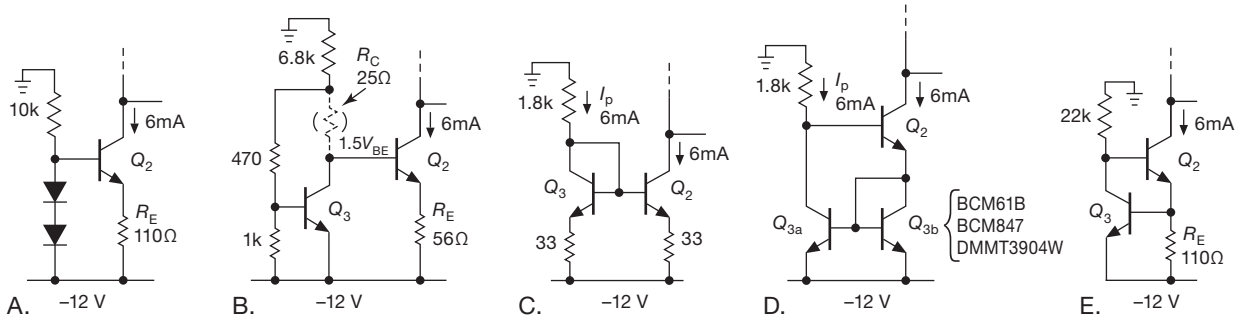 10k
6mA
Q2
RE
110Ω
–12 V
A.
6.8k
RC
25Ω
1.5VBE
470
6mA
Q2
Q3
1k
RE
56Ω
–12 V
B.
1.8k
Ip
6mA
6mA
Q3
Q2
33
33
–12 V
C.
1.8k
Ip
6mA
6mA
Q2
Q3a
Q3b
BCM61B
BCM847
DMMT3904W
–12 V
D.
22k
6mA
Q2
Q3
RE
110Ω
–12 V
E.